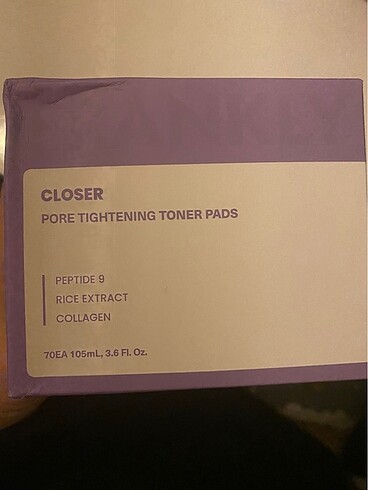 CLOSER
PORE TIGHTENING TONER PADS
PEPTIDE 9
RICE EXTRACT
COLLAGEN
70EA 105mL, 3.6 Fl. Oz.